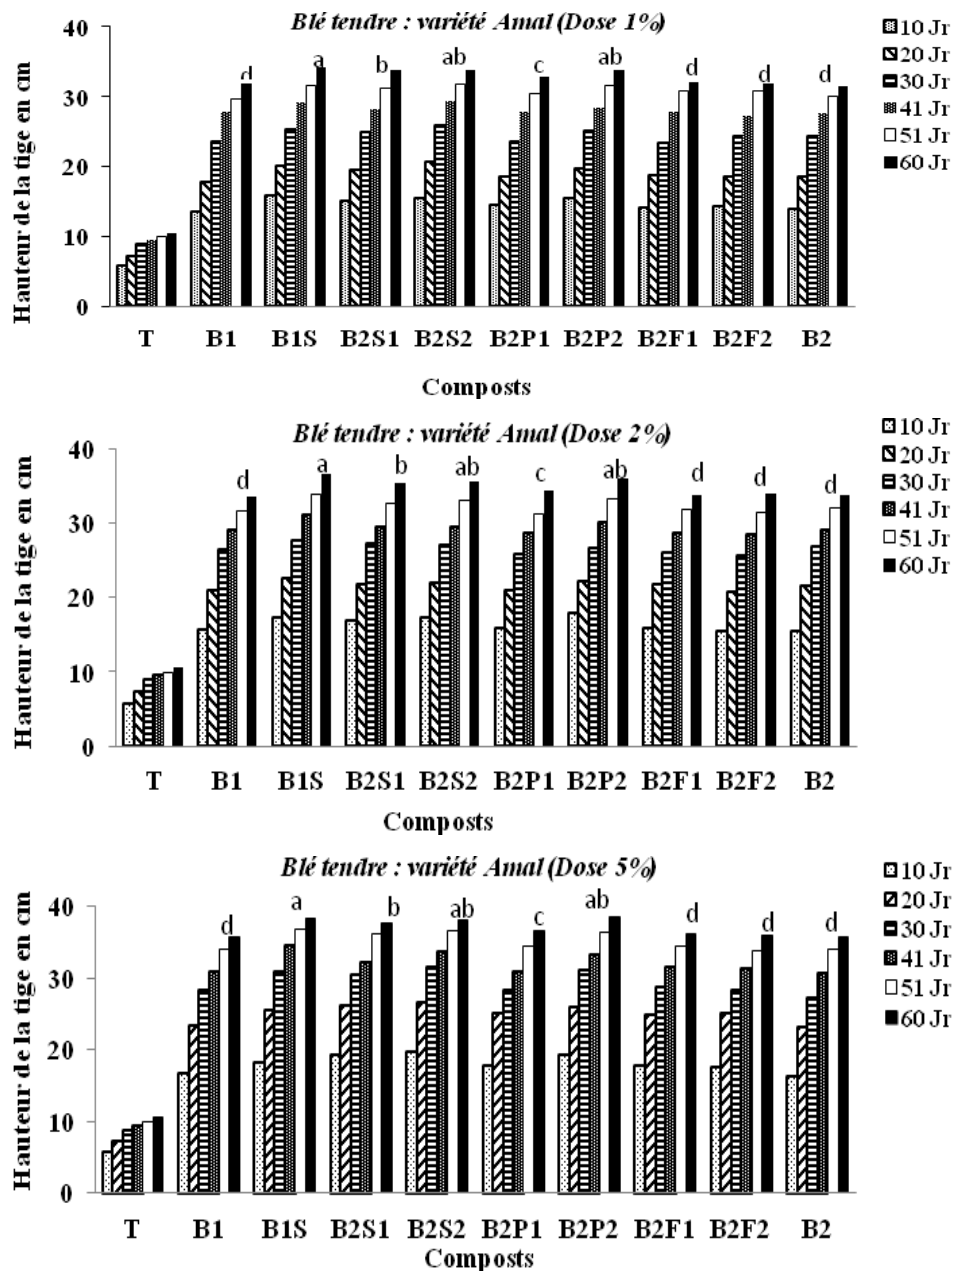 Blé tendre : variété Amal (Dose 1%)
Hauteur de la tige en cm
40
30
20
10
0
d a b ab c ab d d d
T B1 B1S B2S1 B2S2 B2P1 B2P2 B2F1 B2F2 B2
Composts
10 Jr
20 Jr
30 Jr
41 Jr
51 Jr
60 Jr
Blé tendre : variété Amal (Dose 2%)
Hauteur de la tige en cm
40
30
20
10
0
d a b ab c ab d d d
T B1 B1S B2S1 B2S2 B2P1 B2P2 B2F1 B2F2 B2
Composts
10 Jr
20 Jr
30 Jr
41 Jr
51 Jr
60 Jr
Blé tendre : variété Amal (Dose 5%)
Hauteur de la tige en cm
40
30
20
10
0
d a b ab c ab d d d
T B1 B1S B2S1 B2S2 B2P1 B2P2 B2F1 B2F2 B2
Composts
10 Jr
20 Jr
30 Jr
41 Jr
51 Jr
60 Jr